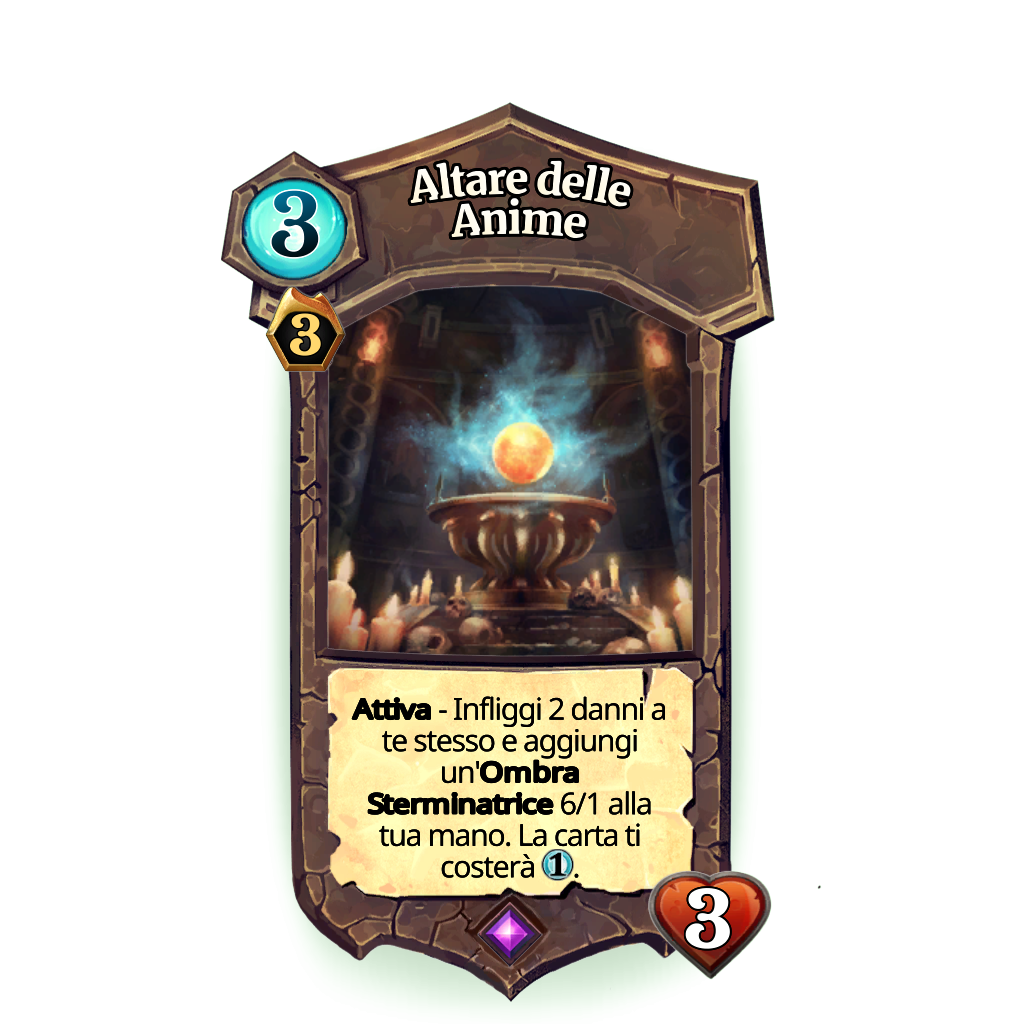 Altare delle
Anime
3
3
Attiva - Infliggi 2 danni a
te stesso e aggiungi
un'Ombra
Sterminatrice 6/1 alla
tua mano. La carta ti
costerà 1.
3